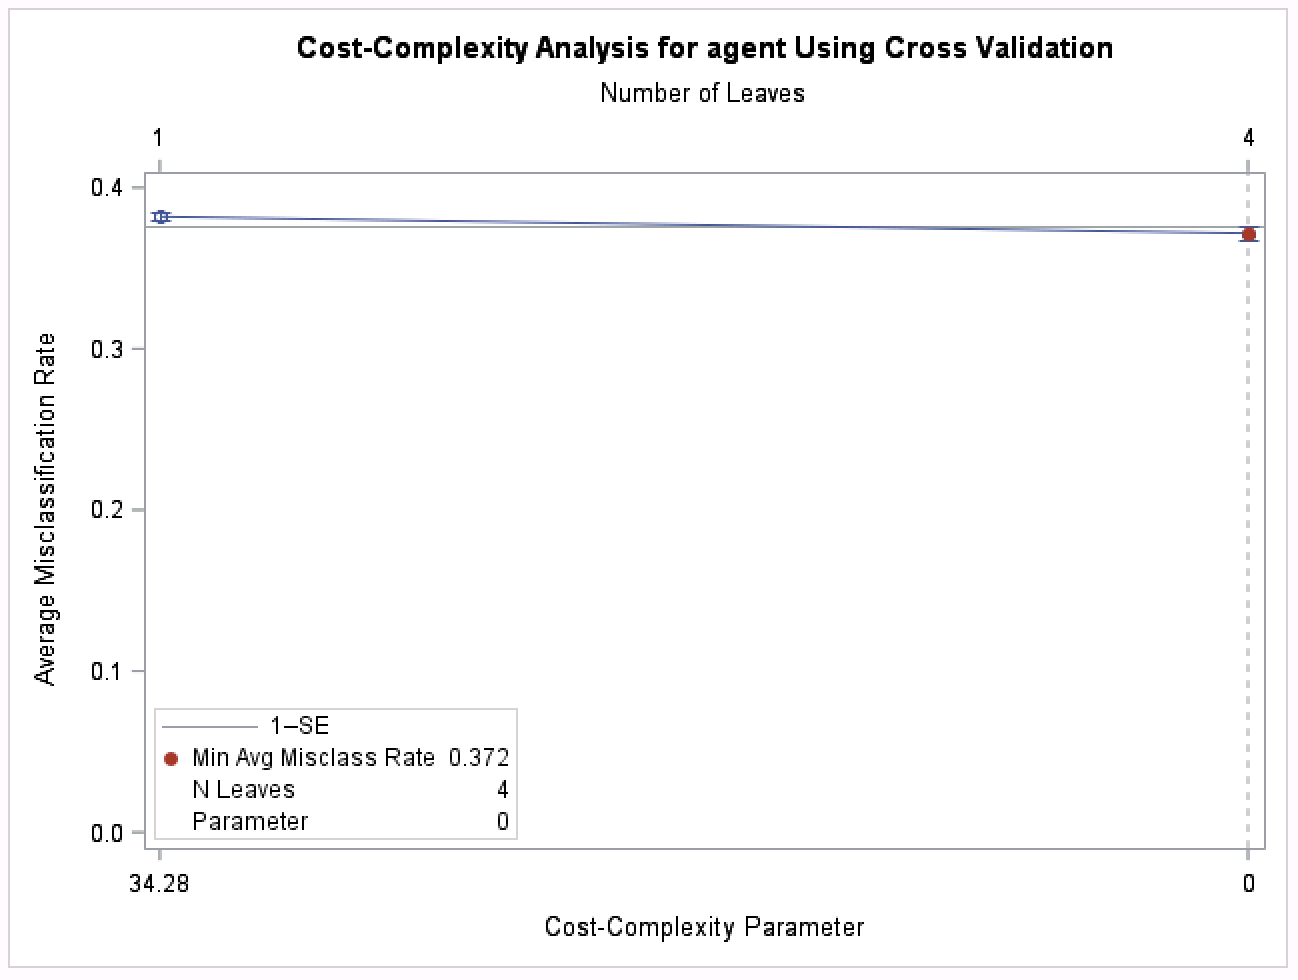 Cost-Complexity Analysis for agent Using Cross Validation
Number of Leaves
1
4
0.4
0.3
0.2
0.1
0.0
Average Misclassification Rate
1–SE
Min Avg Misclass Rate 0.372
N Leaves 4
Parameter 0
34.28
0
Cost-Complexity Parameter